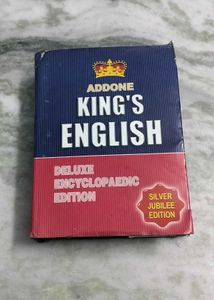 ADDONE
KING'S
ENGLISH
DELUXE
ENCYCLOPAEDIC
EDITION
SILVER
JUBILEE
EDITION